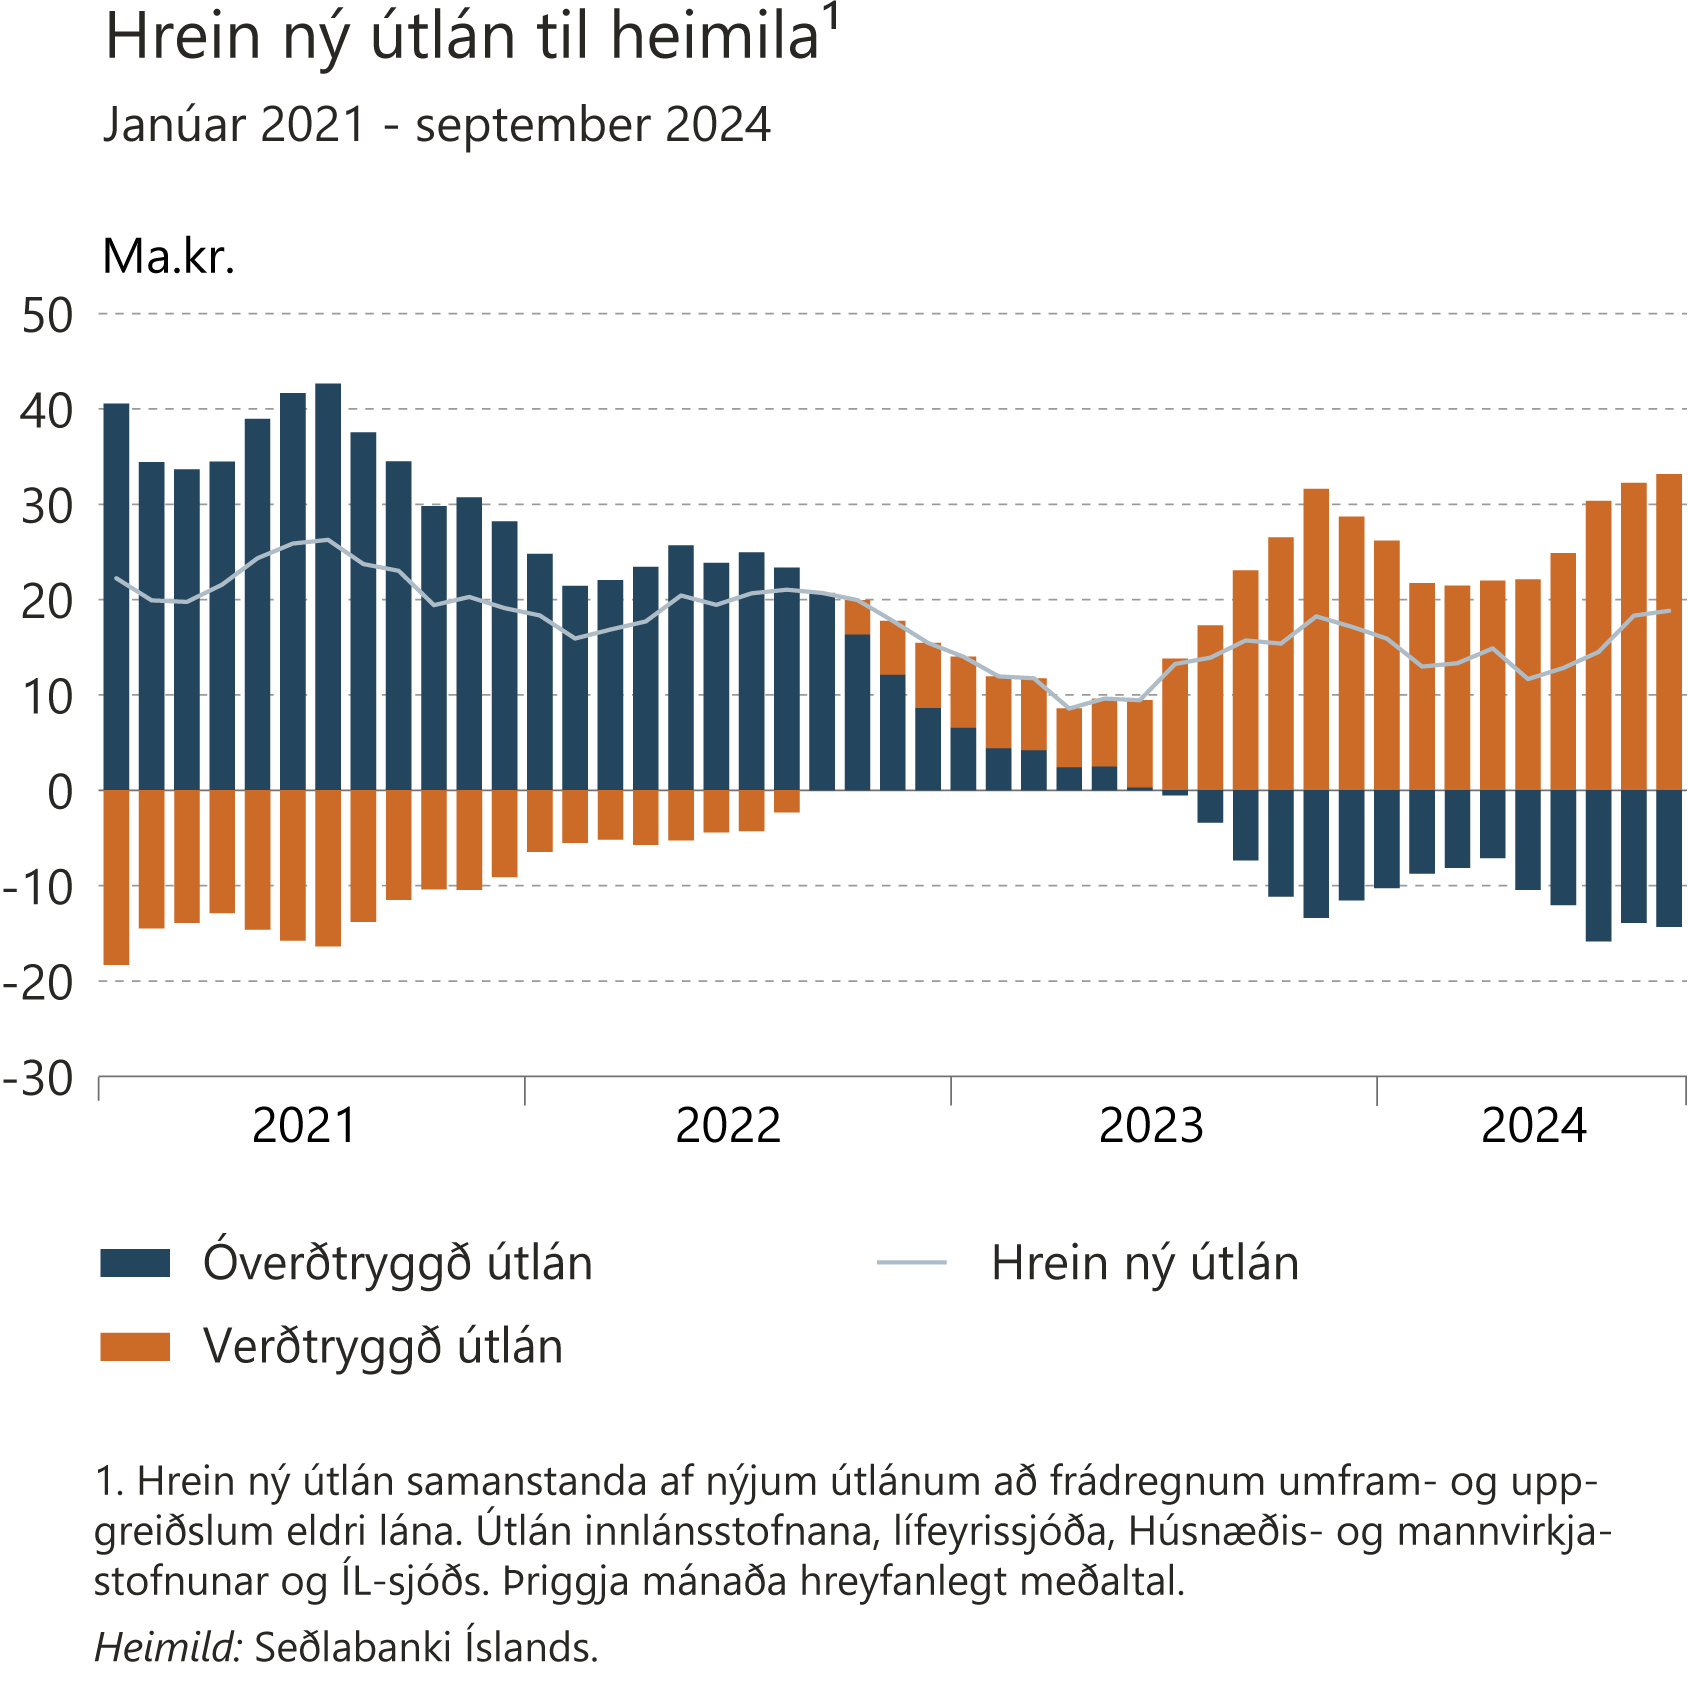 Hrein ný útlán til heimila¹
Janúar 2021 - september 2024
Ma.kr.
50
40
30
20
10
0
-10
-20
-30
2021 2022 2023 2024
Óverðtryggð útlán
Hrein ný útlán
Verðtryggð útlán
1. Hrein ný útlán samanstanda af nýjum útlánum að frádregnum umfram- og upp-
greiðslum eldri lána. Útlán innlánsstofnana, lífeyrissjóða, Húsnæðis- og mannvirkja-
stofnunar og ÍL-sjóðs. Þriggja mánaða hreyfanlegt meðaltal.
Heimild: Seðlabanki Íslands.